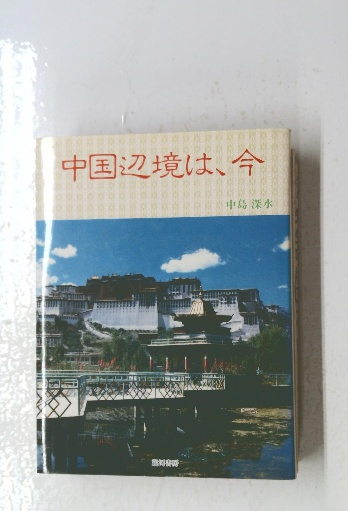 中国辺境は、今
中島 深水